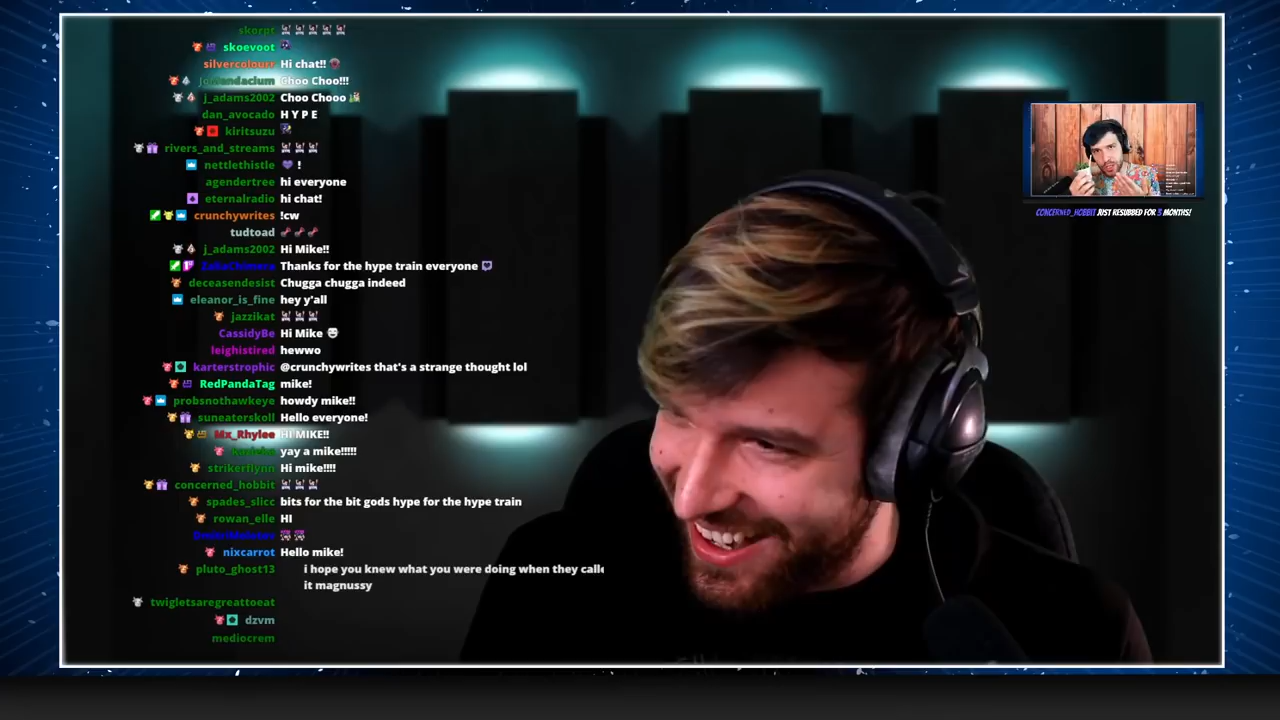 skorpt
skoevoot
silvercolourr Hi chat!!
Choo Choo!!!
j_adams2002 Choo Chooo
dan_avocado H Y P E
kiritsuzu
rivers_and_streams
nettlethistle !
agendertree hi everyone
eternalradio hi chat!
crunchywrites !cw
tudtoad
j_adams2002 Hi Mike!!
Thanks for the hype train everyone
deceasendesist Chugga chugga indeed
eleanor_is_fine hey y'all
jazzikat
CassidyBe Hi Mike
leighistired hewwo
karterstrophic @crunchywrites that's a strange thought lol
RedPandaTag mike!
probsnothawkeye howdy mike!!
suneaterskoll Hello everyone!
Mx_Rhylee HI MIKE!!
yay a mike!!!!!
strikerflynn Hi mike!!!!
concerned_hobbit
spades_slicc bits for the bit gods hype for the hype train
rowan_elle HI
nixcarrot Hello mike!
pluto_ghost13 i hope you knew what you were doing when they calle
it magnussy
twigletsaregreattoeat
dzvm
mediocrem
CONCERNED_HOBBIT JUST RESUBBED FOR 3 MONTHS!